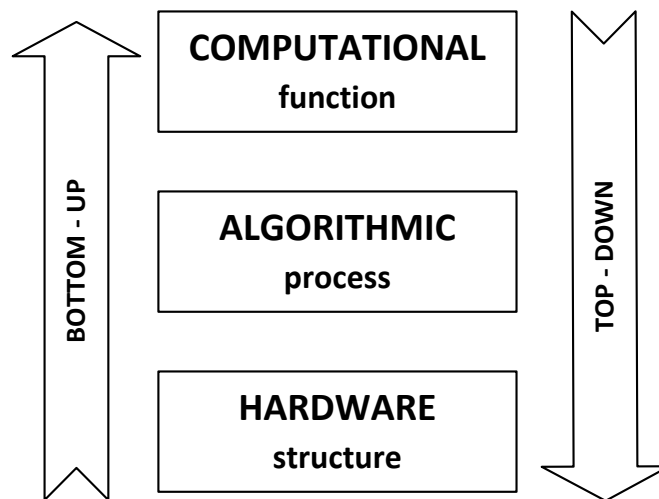 COMPUTATIONAL
function
BOTTOM - UP
ALGORITHMIC
process
TOP - DOWN
HARDWARE
structure